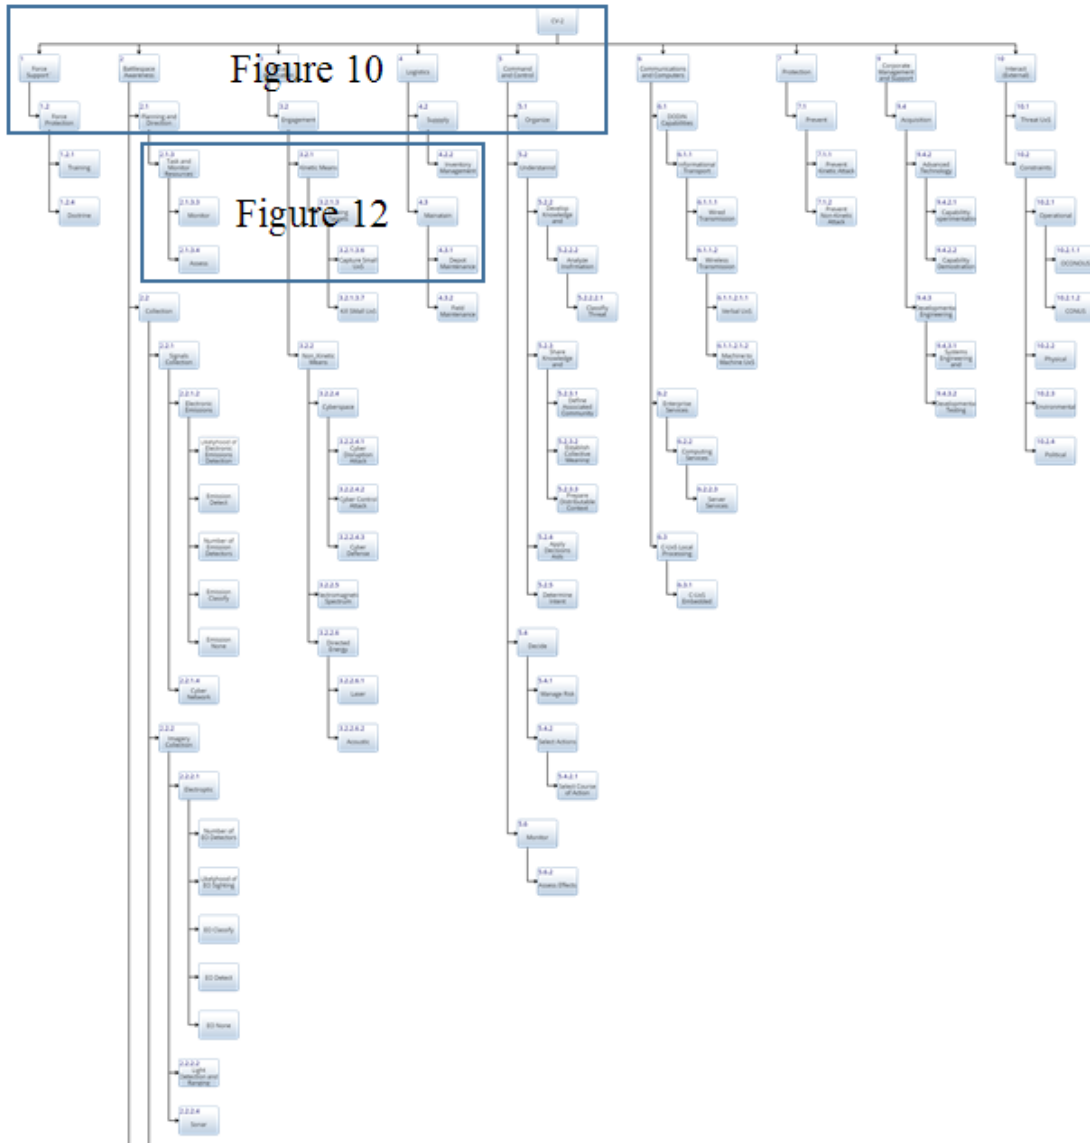 CV-2
1
Force
Support
2
Battlespace
Awareness
Figure 10
4
Logistics
5
Command
and Control
6
Communications
and Computers
7
Protection
9
Corporate
Management
and Support
10
Interact
(External)
1.2
Force
Protection
2.1
Planning and
Direction
3.2
Engagement
4.2
Supply
5.1
Organize
6.1
DODIN
Capabilities
7.1
Prevent
9.4
Acquisition
10.1
Threat UoS
1.2.1
Training
2.1.3
Task and
Monitor
Resources
3.2.1
Kinetic Means
4.2.2
Inventory
Management
5.2
Understand
6.1.1
Informational
Transport
7.1.1
Prevent
Kinetic Attack
9.4.2
Advanced
Technology
10.2
Constraints
1.2.4
Doctrine
2.1.3.3
Monitor
Figure 12
3.2.1.3
4.3
Maintain
5.2.2
Develop
Knowledge
and
6.1.1.1
Wired
Transmission
7.1.2
Prevent
Non-Kinetic
Attack
9.4.2.1
Capability
10.2.1
Operational
2.1.3.4
Assess
3.2.1.3.6
Capture Small
UoS
4.3.1
Depot
Maintenance
5.2.2.2
Analyze
6.1.1.2
Wireless
Transmission
9.4.2.2
Capability
10.2.1.1
OCONOUS
2.2
Collection
3.2.1.3.7
Kill SMall UoS
4.3.2
Field
Maintenance
5.2.2.2.1
Classify
Threat
6.1.1.2.1.1
Verbal UxS
9.4.3
Developmental
Engineering
10.2.1.2
CONUS
2.2.1
Signals
Collection
3.2.2
Non_Kinetic
Means
5.2.3
Share
Knowledge
and
6.1.1.2.1.2
Machine to
Machine UxS
9.4.3.1
Systems
Engineering
and
10.2.2
Physical
2.2.1.2
Electronic
Emissions
3.2.2.4
Cyberspace
5.2.3.1
Define
Associated
6.2
Enterprise
Services
9.4.3.2
Developmental
Testing
10.2.3
Environmental
Electronic
Emissions
Detection
3.2.2.4.1
Cyber
Disruption
Attack
5.2.3.2
Establish
Collective
Meaning
6.2.2
Computing
Services
10.2.4
Political
Emission
Detect
3.2.2.4.2
Cyber Control
Attack
5.2.3.3
Prepare
Distributable
Context
6.2.2.3
Server
Services
Number of
Emission
Detectors
3.2.2.4.3
Cyber
Defense
5.2.4
Apply
Decisions
Aids
6.3
C-UxS Local
Processing
Emission
Classify
3.2.2.5
Electromagnetic
Spectrum
5.2.5
Determine
Intent
6.3.1
C-UxS
Embedded
Emission
None
3.2.2.6
Directed
Energy
5.4
Decide
2.2.1.4
Cyber
Network
3.2.2.6.1
Laser
5.4.1
Manage Risk
2.2.2
Imagery
Collection
3.2.2.6.2
Acoustic
5.4.2
Select Actions
2.2.2.1
Electroptic
5.4.2.1
Select Course
of Action
Number of
EO Detectors
5.6
Monitor
EO Sighting
5.6.2
Assess Effects
EO Classify
EO Detect
EO None
2.2.2.2
Light
Detection and
Ranging
2.2.2.4
Sonar